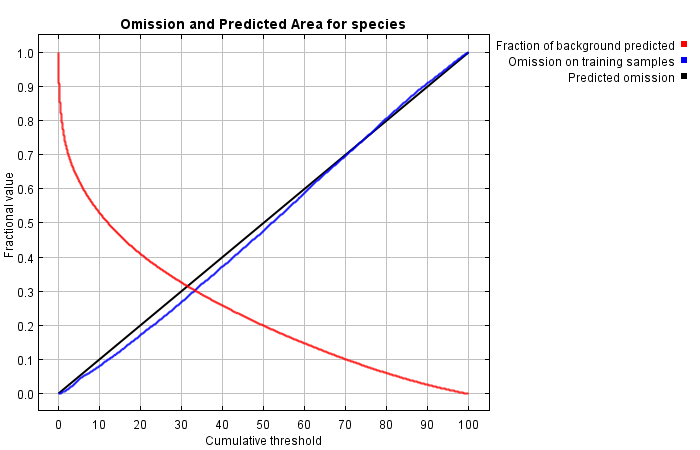 Omission and Predicted Area for species
Fraction of background predicted
Omission on training samples
Predicted omission
Fractional value
1.0
0.9
0.8
0.7
0.6
0.5
0.4
0.3
0.2
0.1
0.0
0 10 20 30 40 50 60 70 80 90 100
Cumulative threshold